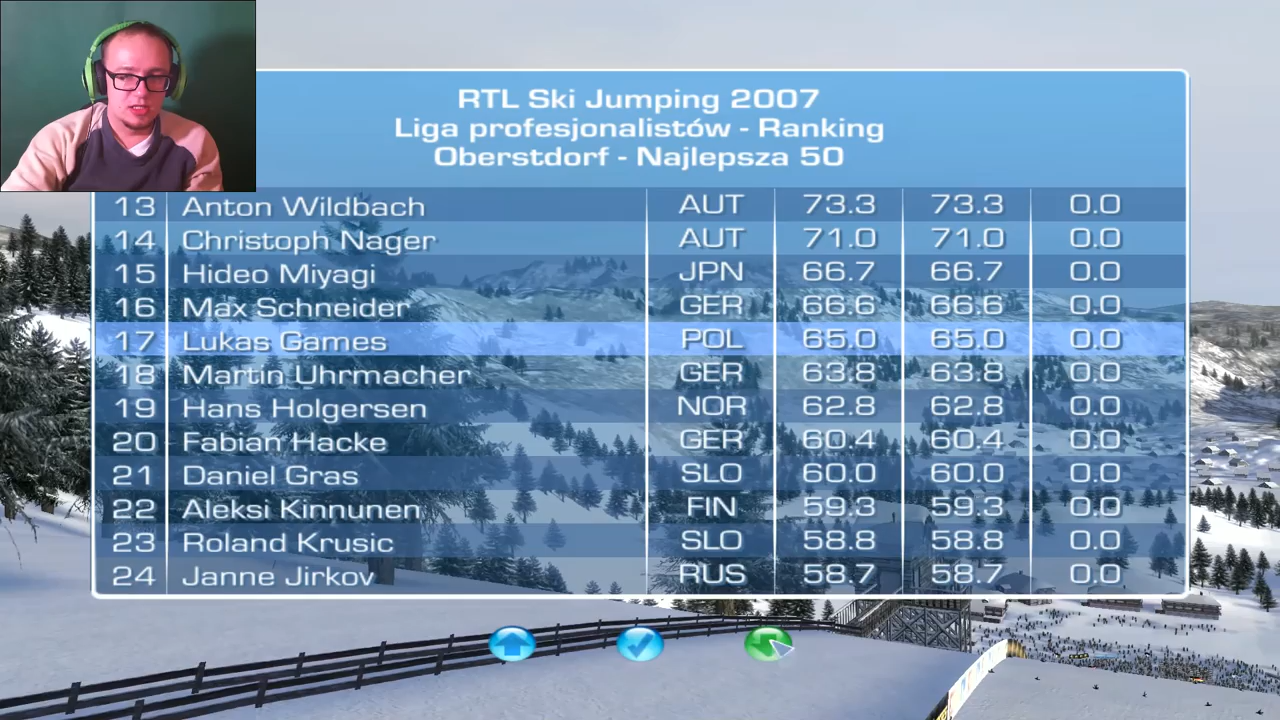 RTL Ski Jumping 2007
Liga profesjonalistów - Ranking
Oberstdorf - Najlepsza 50
13 Anton Wildbach AUT 73.3 73.3 0.0
14 Christoph Nager AUT 71.0 71.0 0.0
15 Hideo Miyagi JPN 66.7 66.7 0.0
16 Max Schneider GER 66.6 66.6 0.0
17 Lukas Games POL 65.0 65.0 0.0
18 Martin Uhrmacher GER 63.8 63.8 0.0
19 Hans Holgersen NOR 62.8 62.8 0.0
20 Fabian Hacke GER 60.4 60.4 0.0
21 Daniel Gras SLO 60.0 60.0 0.0
22 Aleksi Kinnunen FIN 59.3 59.3 0.0
23 Roland Krusic SLO 58.8 58.8 0.0
24 Janne Jirkov RUS 58.7 58.7 0.0